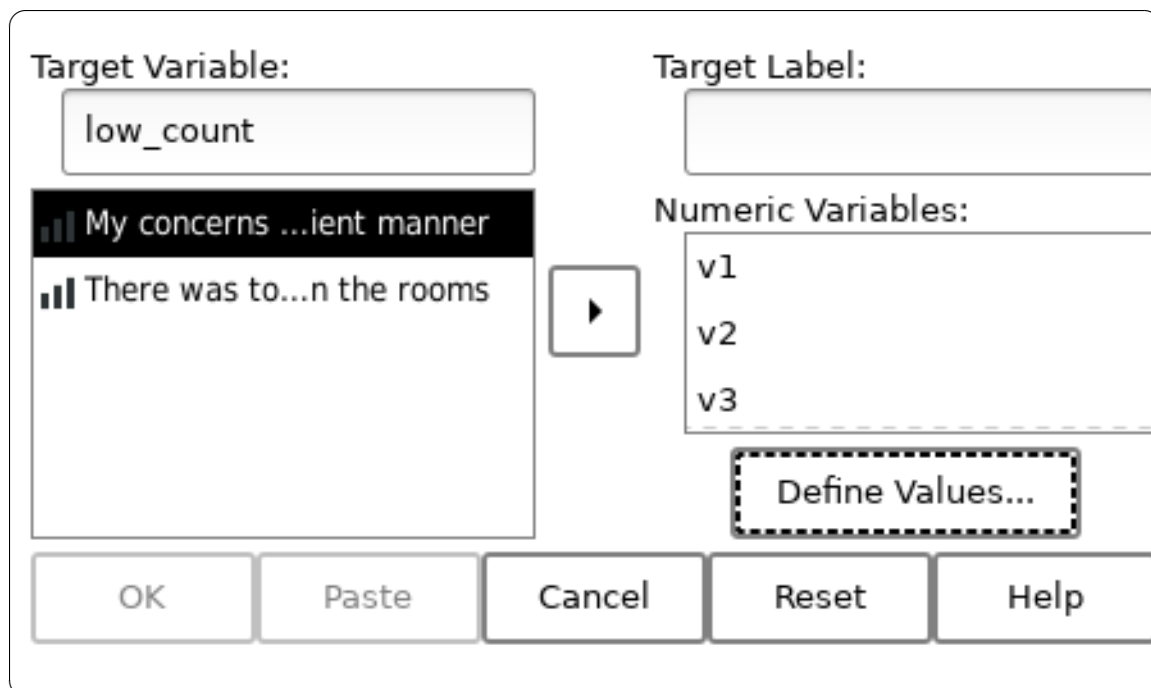 Target Variable:
Target Label:
low_count
My concerns ...ient manner
There was to...n the rooms
Numeric Variables:
v1
v2
v3
Define Values...
OK
Paste
Cancel
Reset
Help